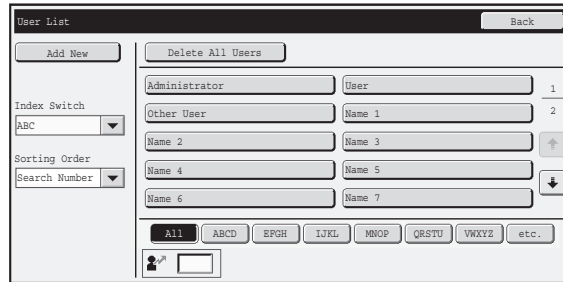 User List Back
Add New Delete All Users
Administrator User 1
Index Switch
Other User Name 1 2
ABC
Name 2 Name 3
Sorting Order
Search Number
Name 4 Name 5
Name 6 Name 7
All ABCD EFGH IJKL MNOP QRSTU VWXYZ etc.